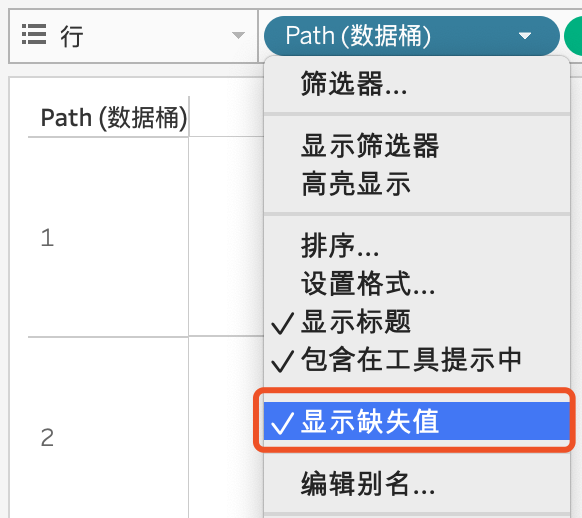 行
Path (数据桶)
Path (数据桶)
1
2
筛选器...
显示筛选器
高亮显示
排序...
设置格式...
显示标题
包含在工具提示中
显示缺失值
编辑别名...